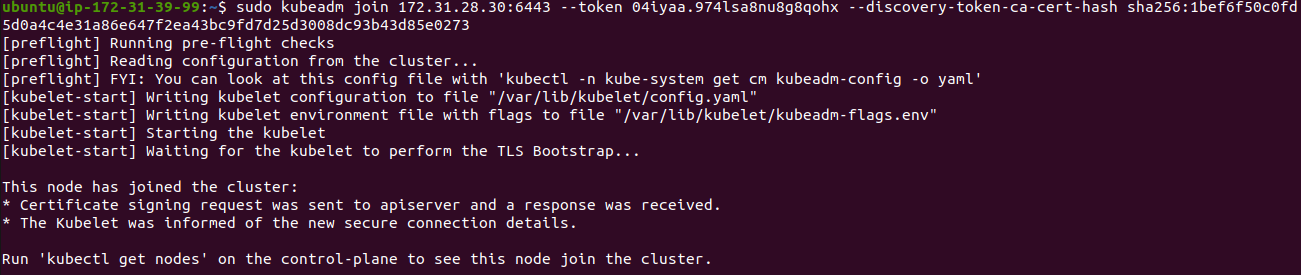 ubuntu@ip-172-31-39-99:~$ sudo kubeadm join 172.31.28.30:6443 --token 04iyaa.974lsa8nu8g8qohx --discovery-token-ca-cert-hash sha256:1bef6f50c0fd
5d0a4c4e31a86e647f2ea43bc9fd7d25d3008dc93b43d85e0273
[preflight] Running pre-flight checks
[preflight] Reading configuration from the cluster...
[preflight] FYI: You can look at this config file with 'kubectl -n kube-system get cm kubeadm-config -o yaml'
[kubelet-start] Writing kubelet configuration to file "/var/lib/kubelet/config.yaml"
[kubelet-start] Writing kubelet environment file with flags to file "/var/lib/kubelet/kubeadm-flags.env"
[kubelet-start] Starting the kubelet
[kubelet-start] Waiting for the kubelet to perform the TLS Bootstrap...

This node has joined the cluster:
* Certificate signing request was sent to apiserver and a response was received.
* The Kubelet was informed of the new secure connection details.

Run 'kubectl get nodes' on the control-plane to see this node join the cluster.